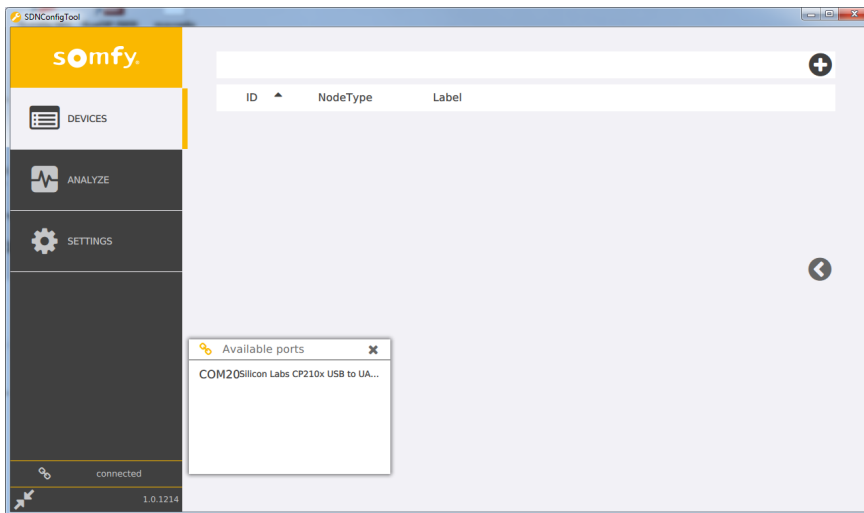 SDNConfigTool
somfy.
DEVICES
ANALYZE
SETTINGS
ID NodeType Label
Available ports
COM20 Silicon Labs CP210x USB to UA...
connected
1.0.1214